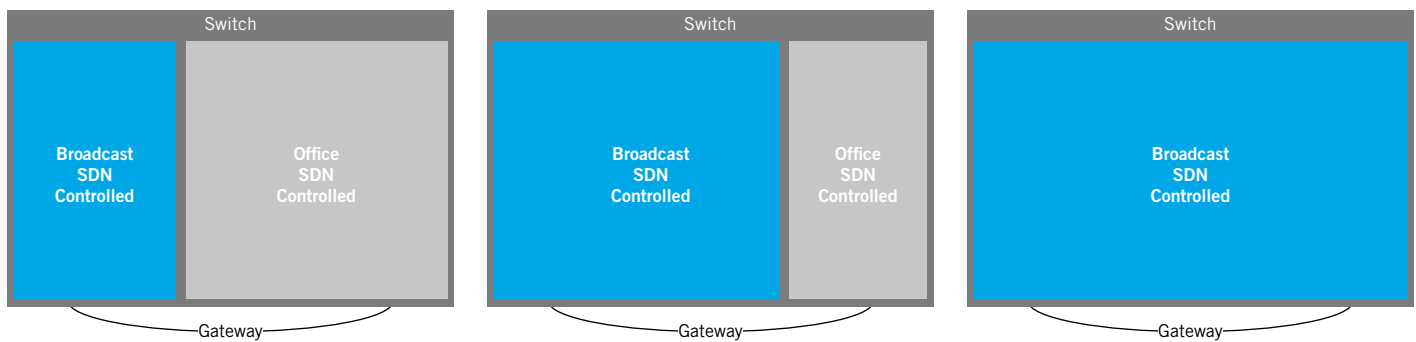 Switch
Broadcast
SDN
Controlled
Office
SDN
Controlled
Gateway
Switch
Broadcast
SDN
Controlled
Office
SDN
Controlled
Gateway
Switch
Broadcast
SDN
Controlled
Gateway